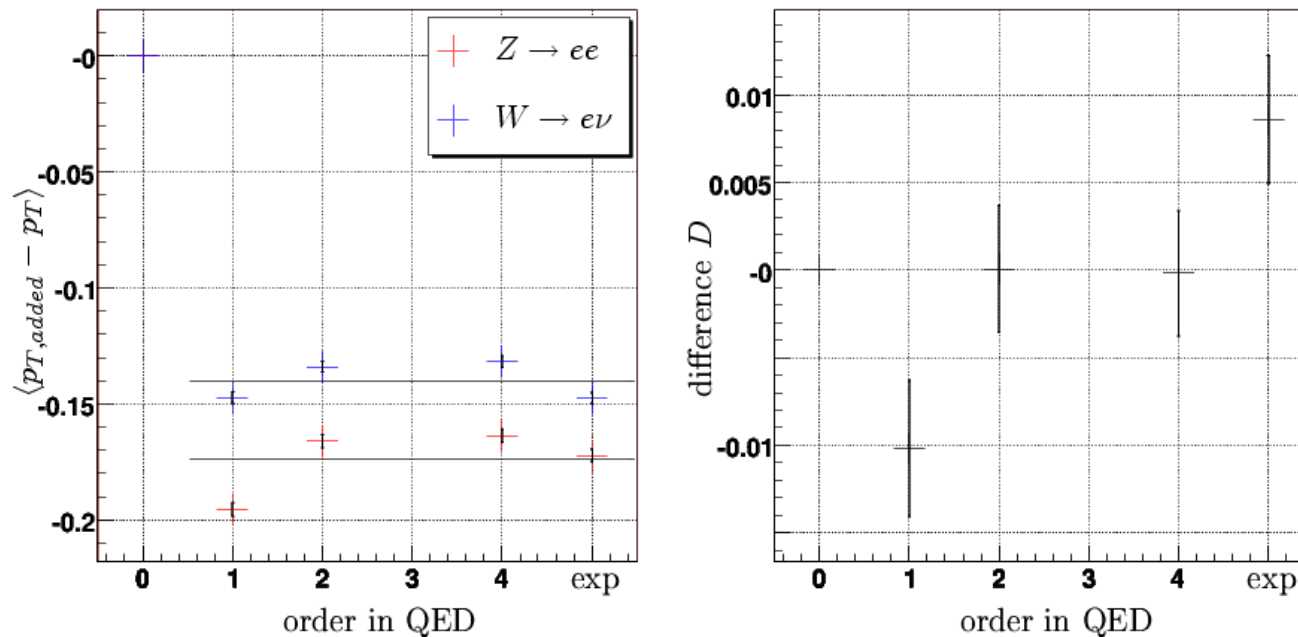 -0
-0.05
-0.1
-0.15
-0.2
⟨p_{T,added} − p_T⟩
Z → ee
W → eν
0 1 2 3 4 exp
order in QED
0.01
0.005
-0
-0.01
difference D
0 1 2 3 4 exp
order in QED